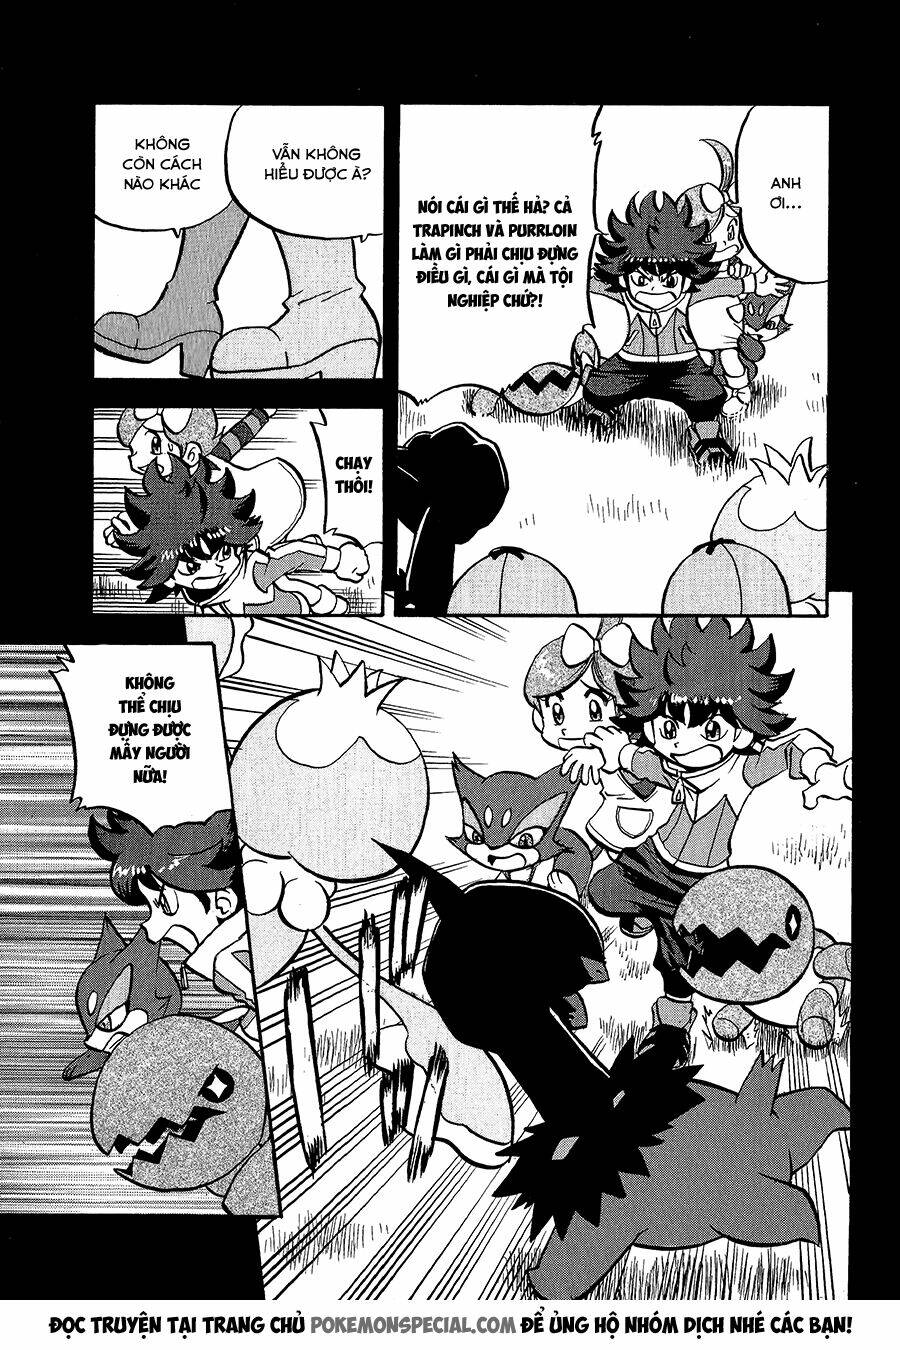 ANH
ƠI...
NÓI CÁI GÌ THẾ HẢ? CẢ
TRAPINCH VÀ PURRLOIN
LÀM GÌ PHẢI CHỊU ĐỰNG
ĐIỀU GÌ, CÁI GÌ MÀ TỘI
NGHIỆP CHỨ?!
VẪN KHÔNG
HIỂU ĐƯỢC À?
KHÔNG
CÒN CÁCH
NÀO KHÁC
CHẠY
THÔI!
KHÔNG
THỂ CHỊU
ĐỰNG ĐƯỢC
MẤY NGƯỜI
NỮA!
ĐỌC TRUYỆN TẠI TRANG CHỦ POKEMONSPECIAL.COM ĐỂ ỦNG HỘ NHÓM DỊCH NHÉ CÁC BẠN!